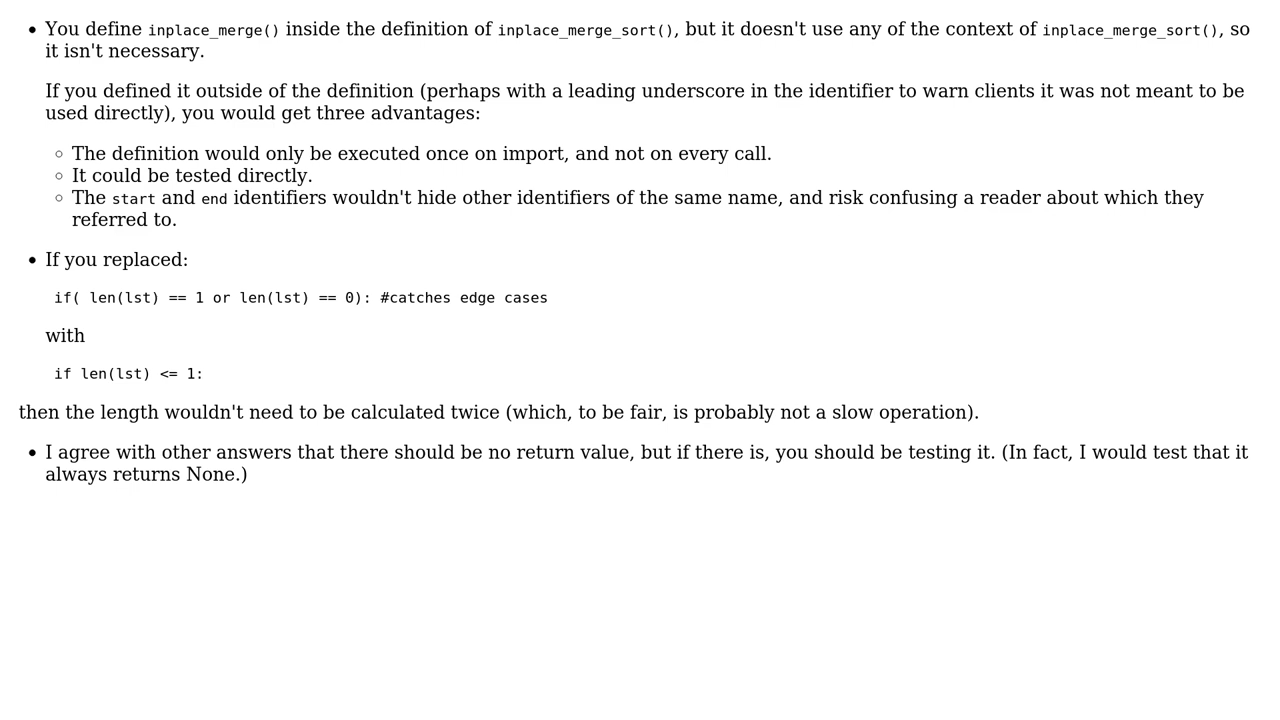 • You define inplace_merge() inside the definition of inplace_merge_sort(), but it doesn't use any of the context of inplace_merge_sort(), so
it isn't necessary.
If you defined it outside of the definition (perhaps with a leading underscore in the identifier to warn clients it was not meant to be
used directly), you would get three advantages:
◦ The definition would only be executed once on import, and not on every call.
◦ It could be tested directly.
◦ The start and end identifiers wouldn't hide other identifiers of the same name, and risk confusing a reader about which they
referred to.
• If you replaced:
if( len(lst) == 1 or len(lst) == 0): #catches edge cases
with
if len(lst) <= 1:
then the length wouldn't need to be calculated twice (which, to be fair, is probably not a slow operation).
• I agree with other answers that there should be no return value, but if there is, you should be testing it. (In fact, I would test that it
always returns None.)